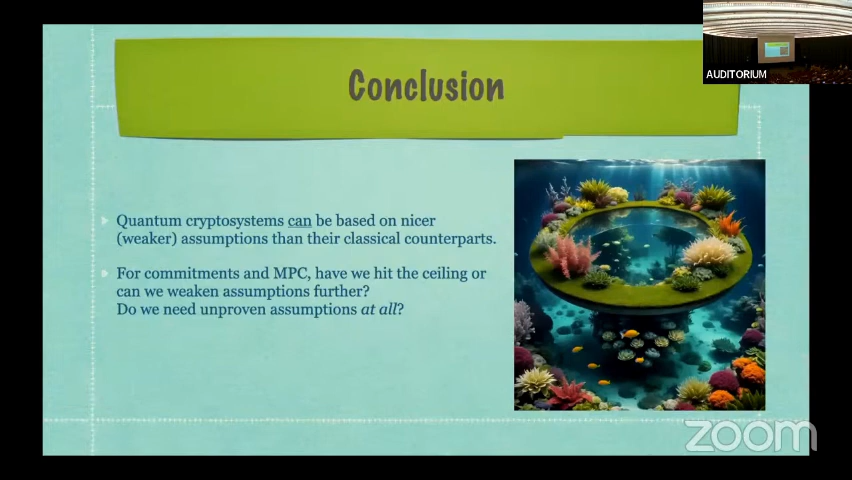 AUDITORIUM
Conclusion
Quantum cryptosystems can be based on nicer
(weaker) assumptions than their classical counterparts.
For commitments and MPC, have we hit the ceiling or
can we weaken assumptions further?
Do we need unproven assumptions at all?
zoom